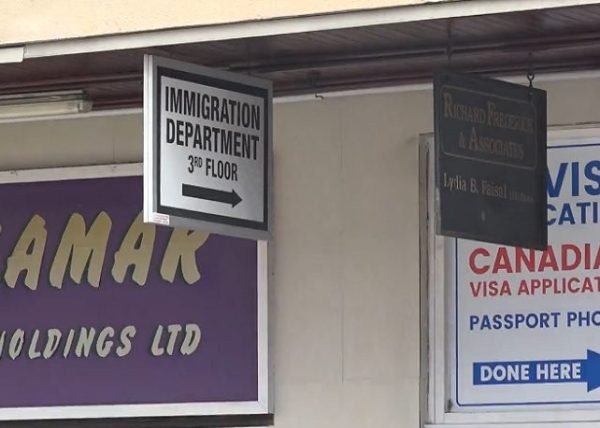 IMMIGRATION
DEPARTMENT
3RD FLOOR
RICHARD FREDERICK
& ASSOCIATES
Lydia B. Faisal
AMAR
HOLDINGS LTD
VIS
CATI
CANADIA
VISA APPLICAT
PASSPORT PHO
DONE HERE